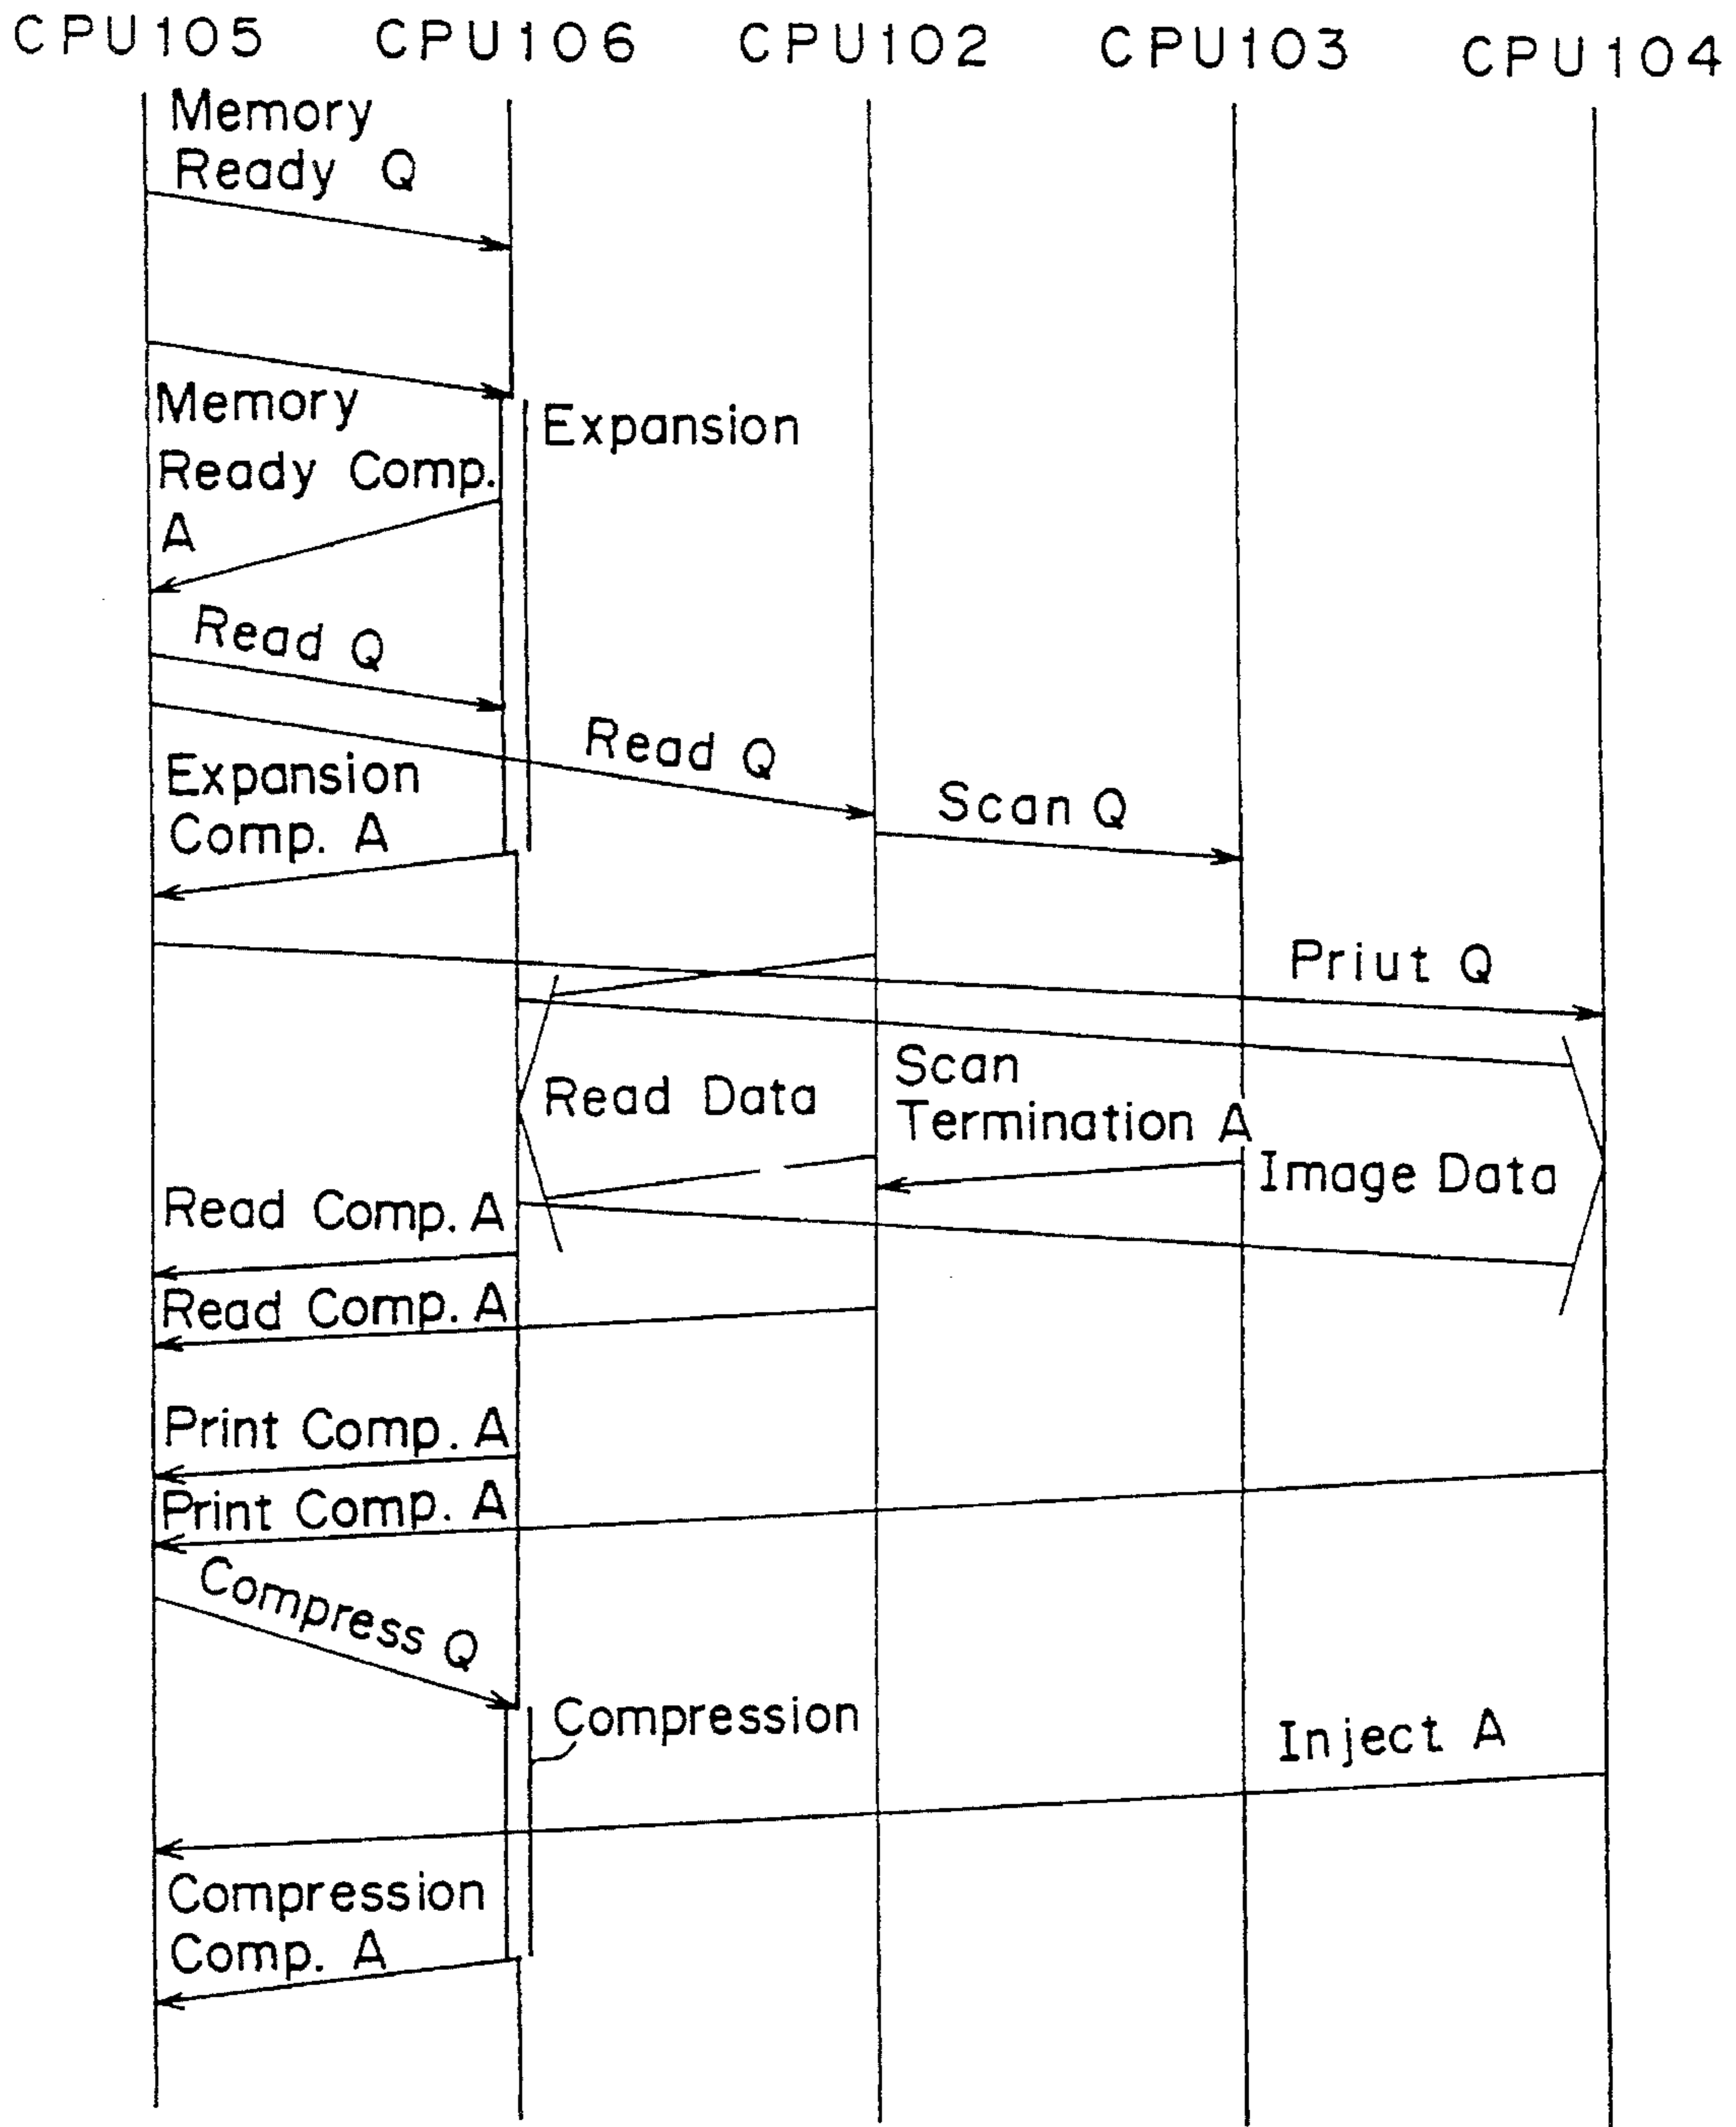 CPU105 CPU106 CPU102 CPU103 CPU104
Memory
Ready Q
Memory
Ready Comp.
A
Expansion
Read Q
Read Q
Expansion
Comp. A
Scan Q
Priut Q
Read Data
Scan
Termination A
Image Data
Read Comp. A
Read Comp. A
Print Comp. A
Print Comp. A
Compress Q
Compression
Inject A
Compression
Comp. A